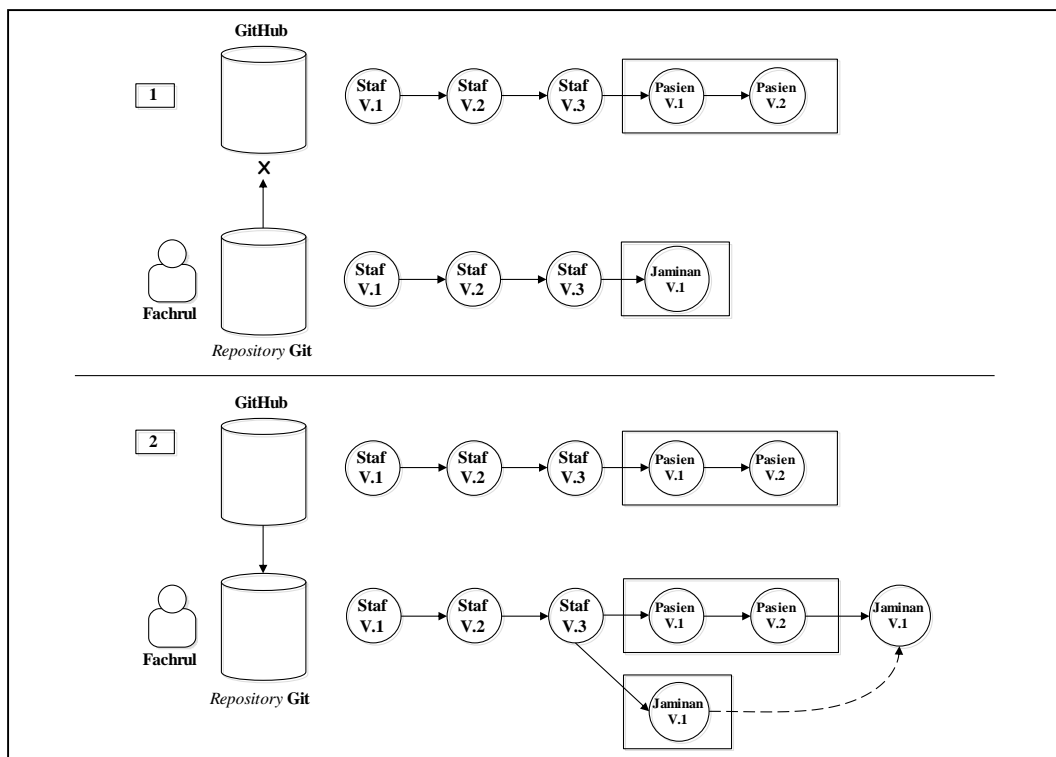 GitHub
1
Staf
V.1
Staf
V.2
Staf
V.3
Pasien
V.1
Pasien
V.2
X
Staf
V.1
Staf
V.2
Staf
V.3
Jaminan
V.1
Fachrul
Repository Git
GitHub
2
Staf
V.1
Staf
V.2
Staf
V.3
Pasien
V.1
Pasien
V.2
Staf
V.1
Staf
V.2
Staf
V.3
Pasien
V.1
Pasien
V.2
Jaminan
V.1
Fachrul
Repository Git
Jaminan
V.1